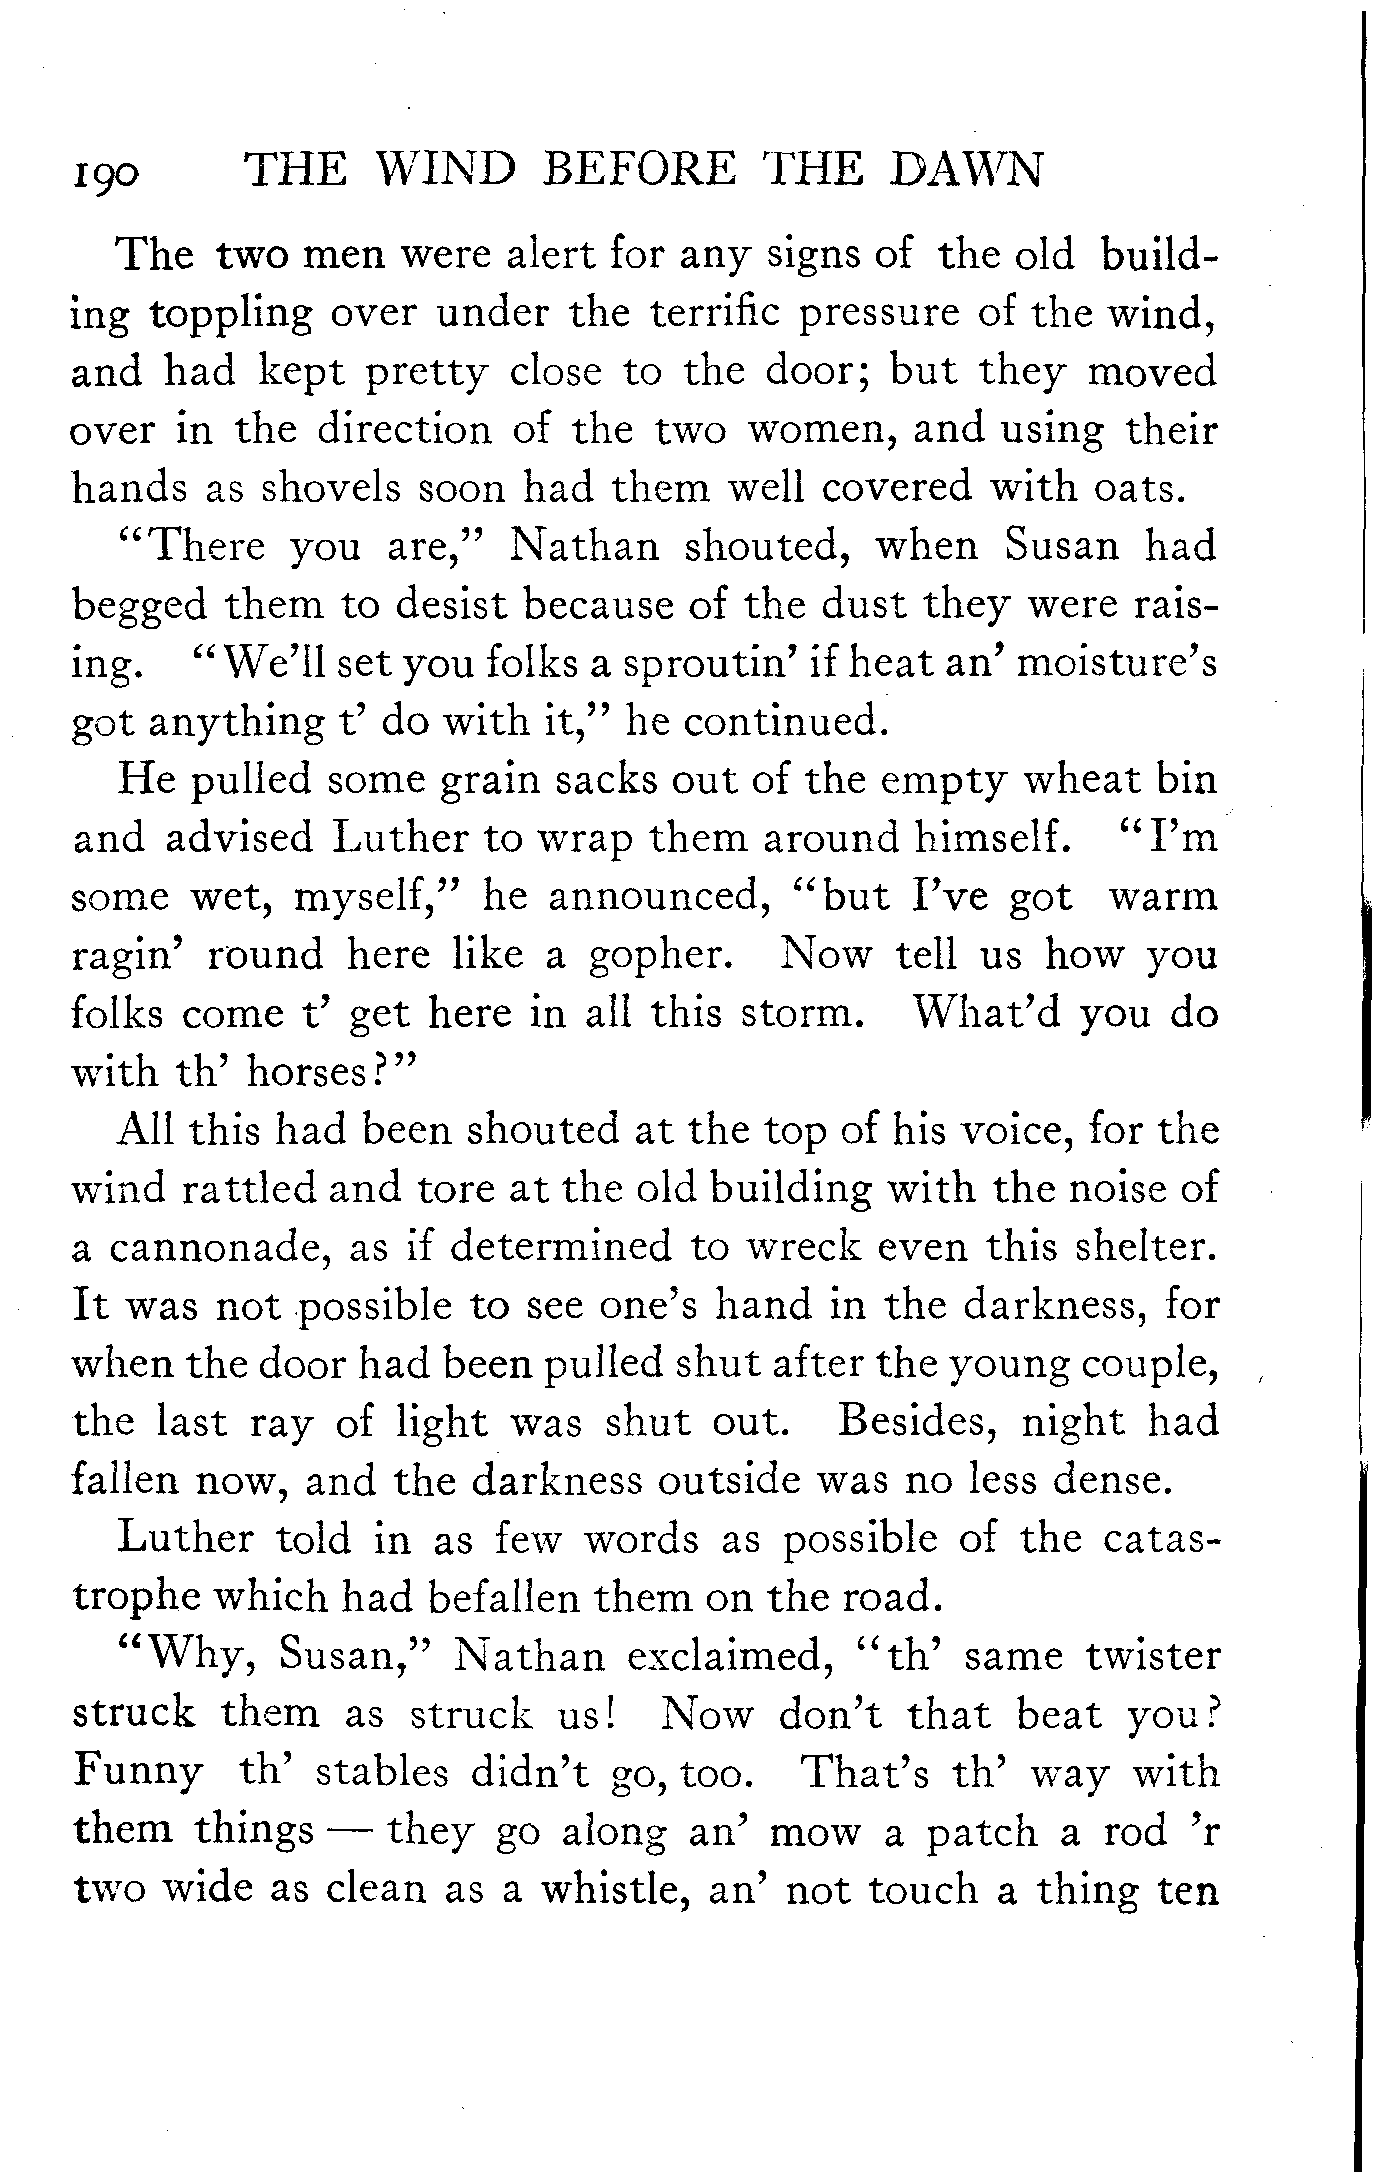 190 THE WIND BEFORE THE DAWN
The two men were alert for any signs of the old build-
ing toppling over under the terrific pressure of the wind,
and had kept pretty close to the door; but they moved
over in the direction of the two women, and using their
hands as shovels soon had them well covered with oats.
“There you are,” Nathan shouted, when Susan had
begged them to desist because of the dust they were rais-
ing. “We’ll set you folks a sproutin’ if heat an’ moisture’s
got anything t’ do with it,” he continued.
He pulled some grain sacks out of the empty wheat bin
and advised Luther to wrap them around himself. “I’m
some wet, myself,” he announced, “but I’ve got warm
ragin’ round here like a gopher. Now tell us how you
folks come t’ get here in all this storm. What’d you do
with th’ horses?”
All this had been shouted at the top of his voice, for the
wind rattled and tore at the old building with the noise of
a cannonade, as if determined to wreck even this shelter.
It was not possible to see one’s hand in the darkness, for
when the door had been pulled shut after the young couple,
the last ray of light was shut out. Besides, night had
fallen now, and the darkness outside was no less dense.
Luther told in as few words as possible of the catas-
trophe which had befallen them on the road.
“Why, Susan,” Nathan exclaimed, “th’ same twister
struck them as struck us! Now don’t that beat you?
Funny th’ stables didn’t go, too. That’s th’ way with
them things — they go along an’ mow a patch a rod ’r
two wide as clean as a whistle, an’ not touch a thing ten